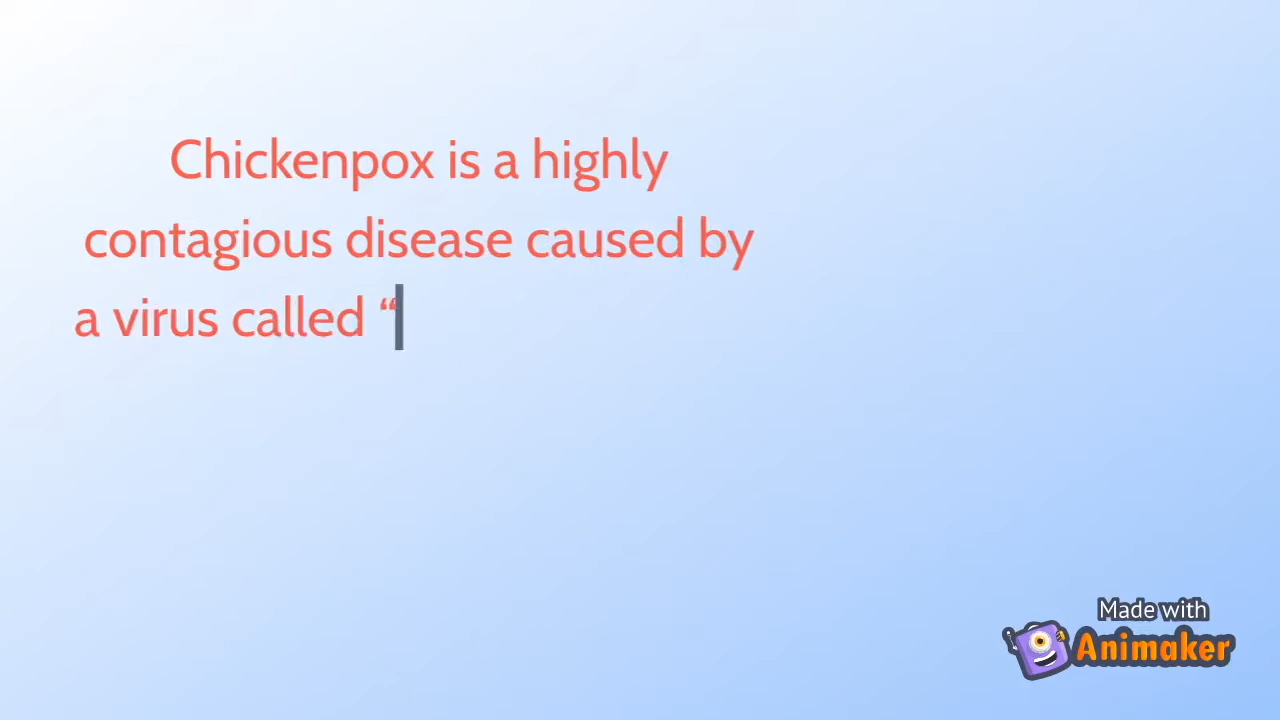 Chickenpox is a highly
contagious disease caused by
a virus called “
Made with
Animaker